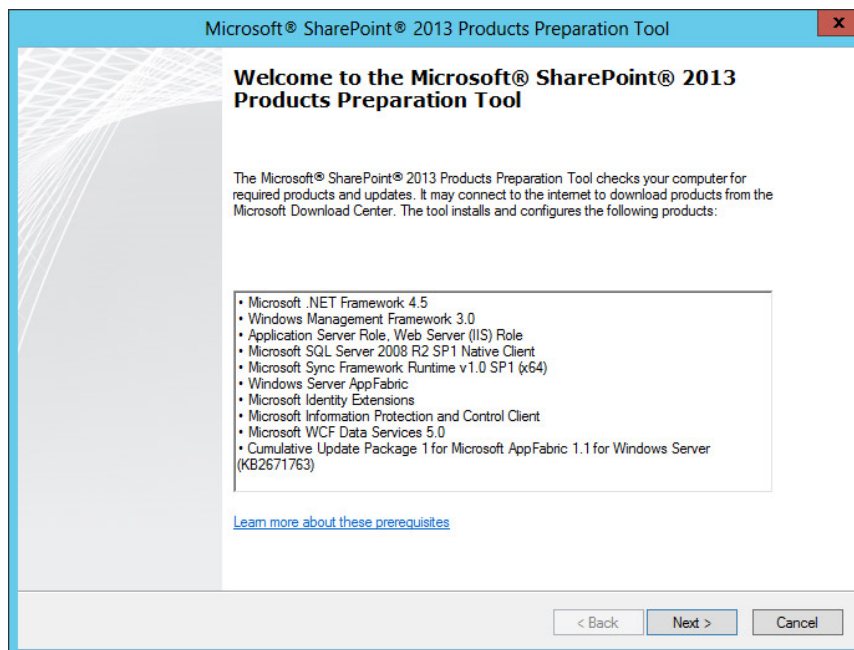 Microsoft® SharePoint® 2013 Products Preparation Tool
x
Welcome to the Microsoft® SharePoint® 2013
Products Preparation Tool
The Microsoft® SharePoint® 2013 Products Preparation Tool checks your computer for
required products and updates. It may connect to the internet to download products from the
Microsoft Download Center. The tool installs and configures the following products:
• Microsoft .NET Framework 4.5
• Windows Management Framework 3.0
• Application Server Role, Web Server (IIS) Role
• Microsoft SQL Server 2008 R2 SP1 Native Client
• Microsoft Sync Framework Runtime v1.0 SP1 (x64)
• Windows Server AppFabric
• Microsoft Identity Extensions
• Microsoft Information Protection and Control Client
• Microsoft WCF Data Services 5.0
• Cumulative Update Package 1 for Microsoft AppFabric 1.1 for Windows Server
(KB2671763)
Learn more about these prerequisites
< Back Next > Cancel